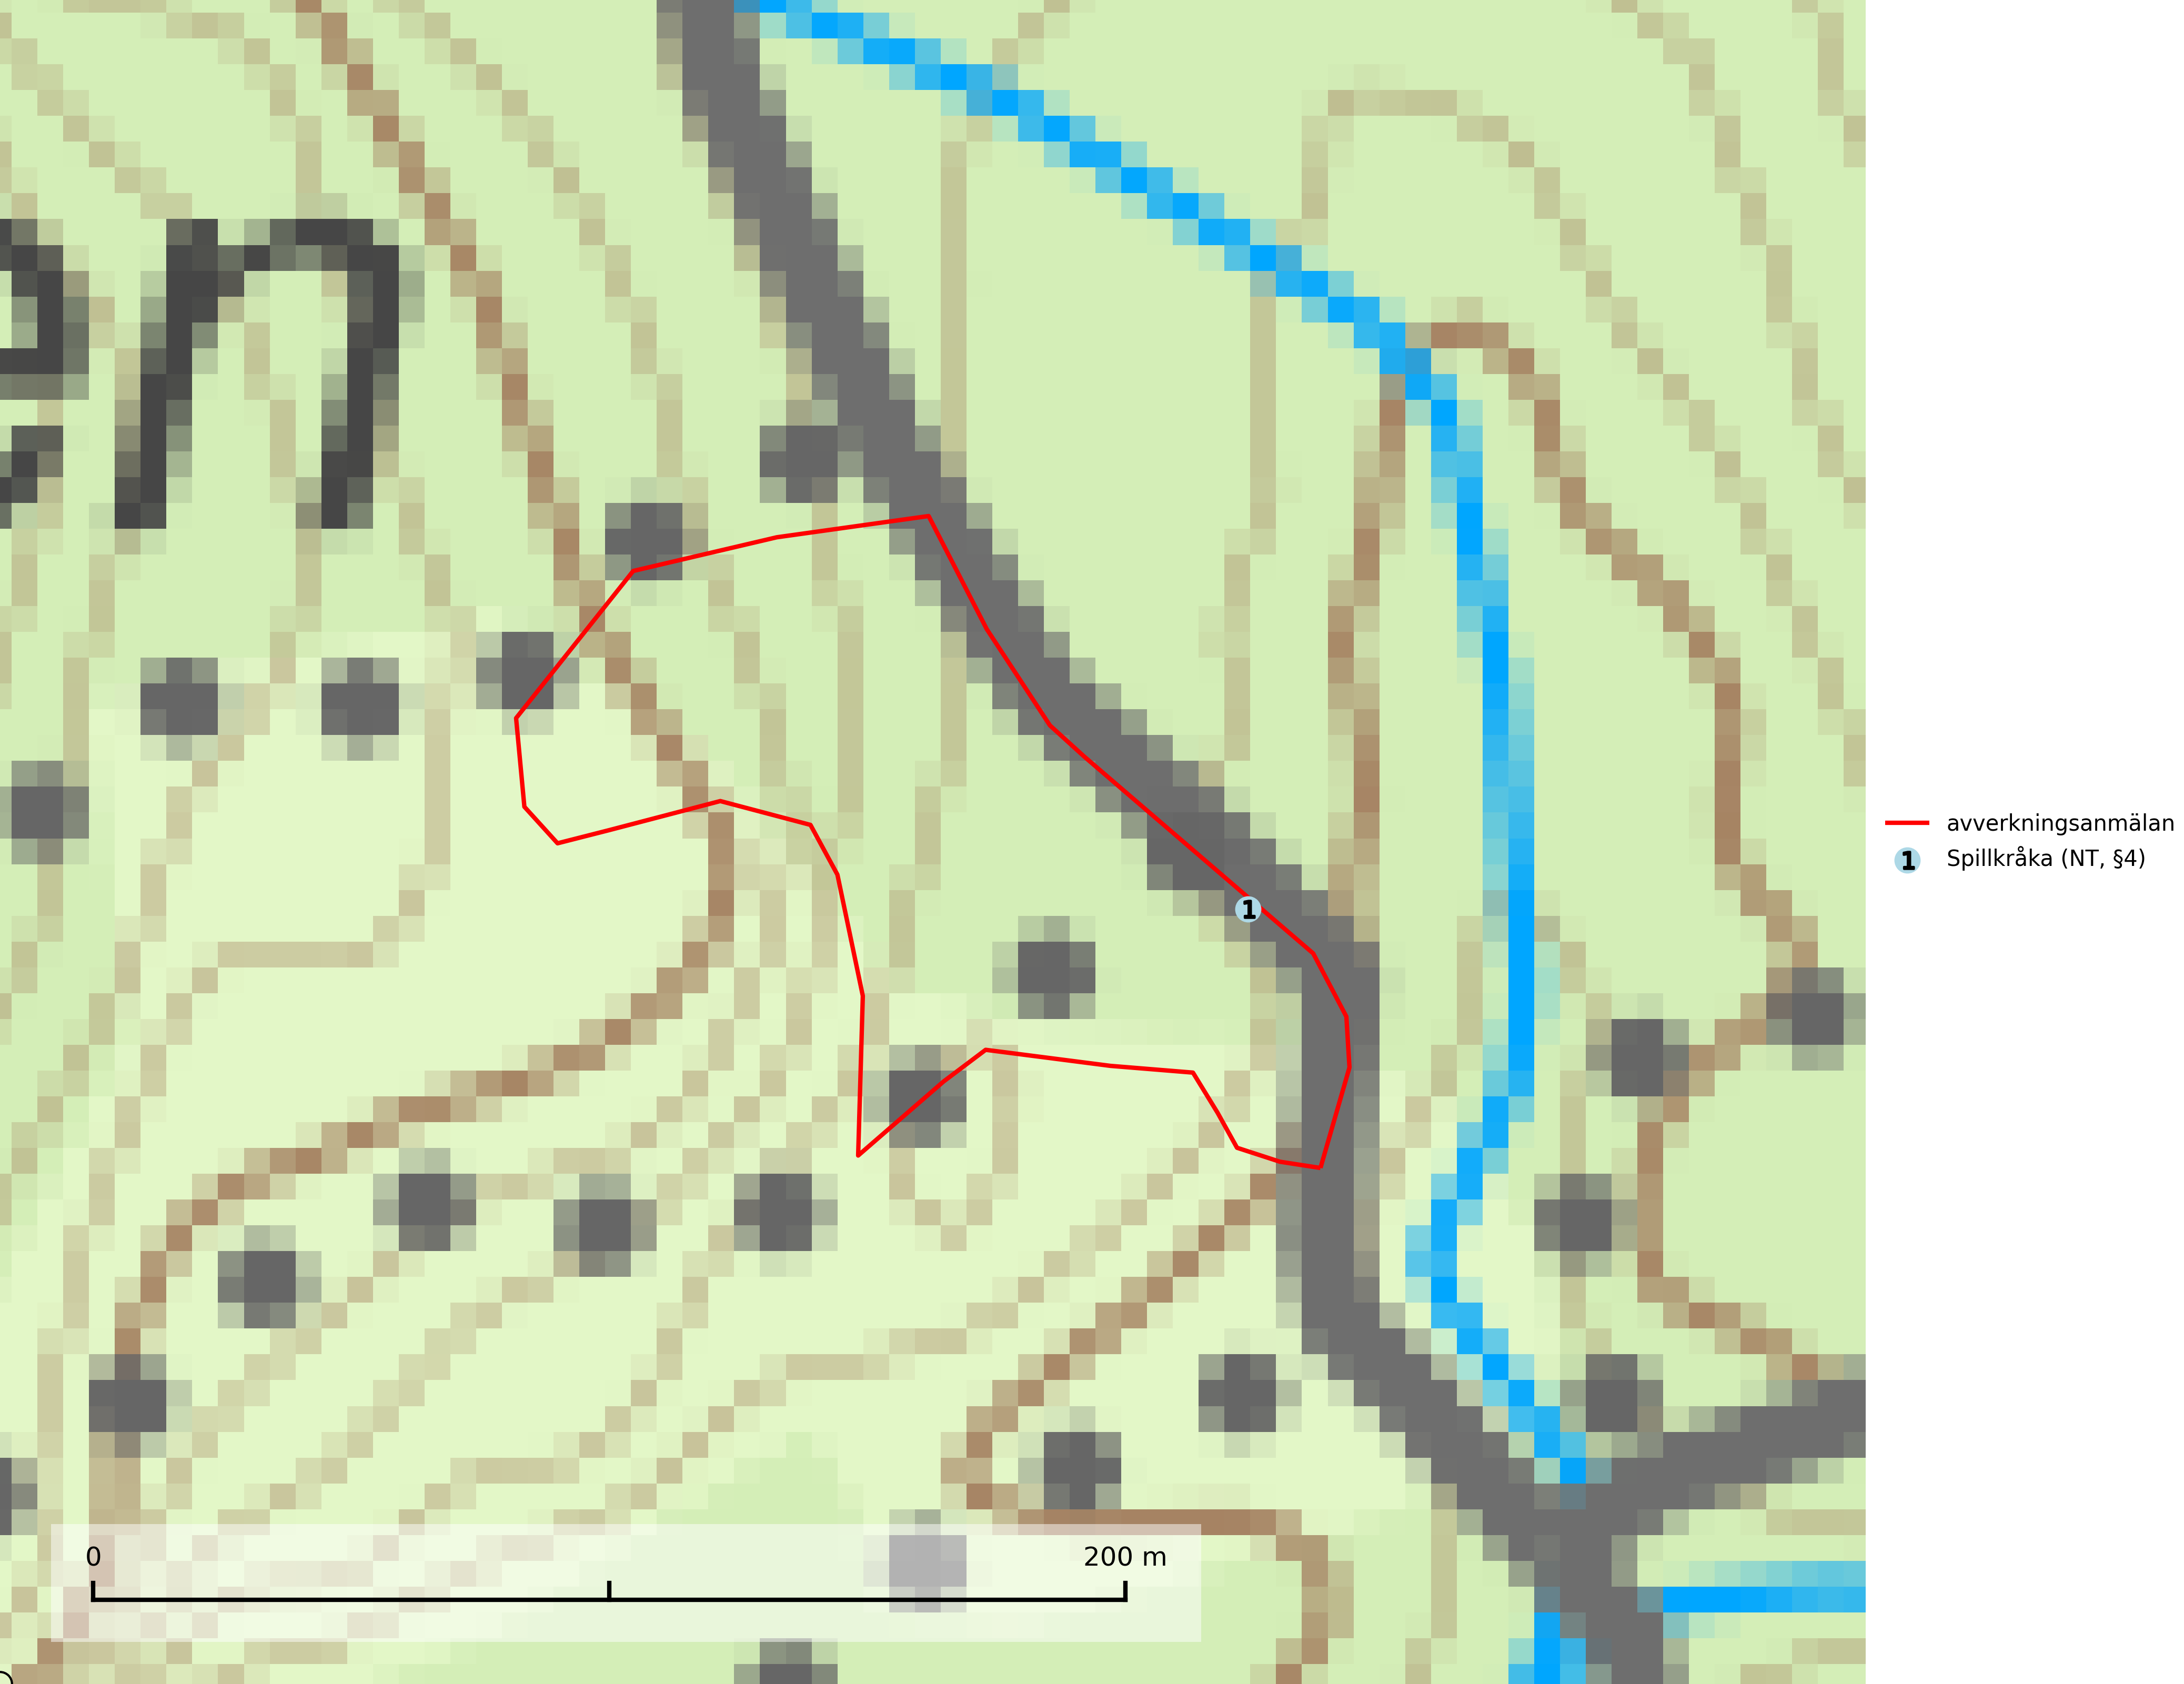 1
avverkningsanmälan
1 Spillkråka (NT, §4)
0 200 m